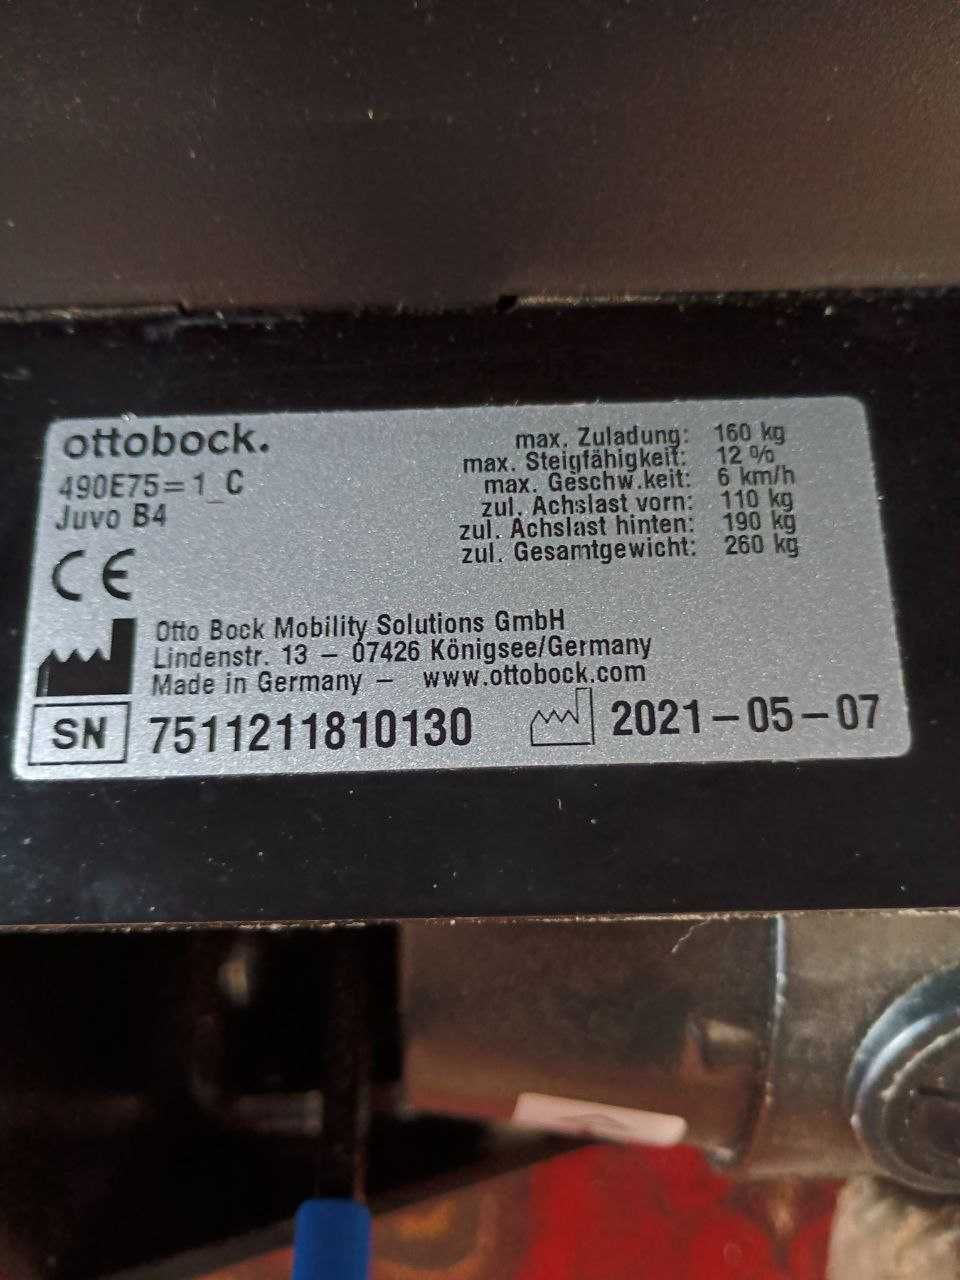 ottobock.
490E75=1_C
Juvo B4
max. Zuladung: 160 kg
max. Steigfähigkeit: 12 %
max. Geschw.keit: 6 km/h
zul. Achslast vorn: 110 kg
zul. Achslast hinten: 190 kg
zul. Gesamtgewicht: 260 kg
CE
Otto Bock Mobility Solutions GmbH
Lindenstr. 13 – 07426 Königsee/Germany
Made in Germany – www.ottobock.com
SN 7511211810130 2021-05-07